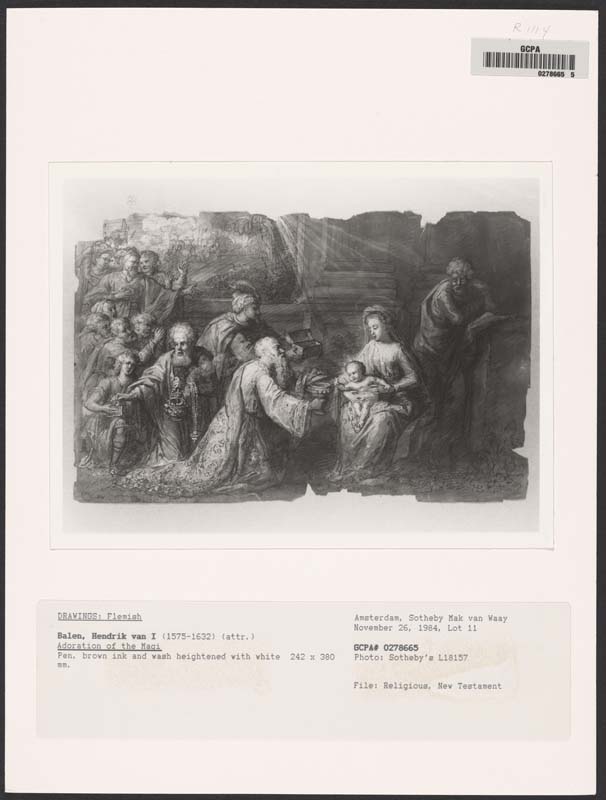 R 1114
GCPA
0278665 5
DRAWINGS: Flemish
Balen, Hendrik van I (1575-1632) (attr.)
Adoration of the Magi
Pen, brown ink and wash heightened with white 242 x 380
mm.
Amsterdam, Sotheby Mak van Waay
November 26, 1984, Lot 11
GCPA# 0278665
Photo: Sotheby's L18157
File: Religious, New Testament